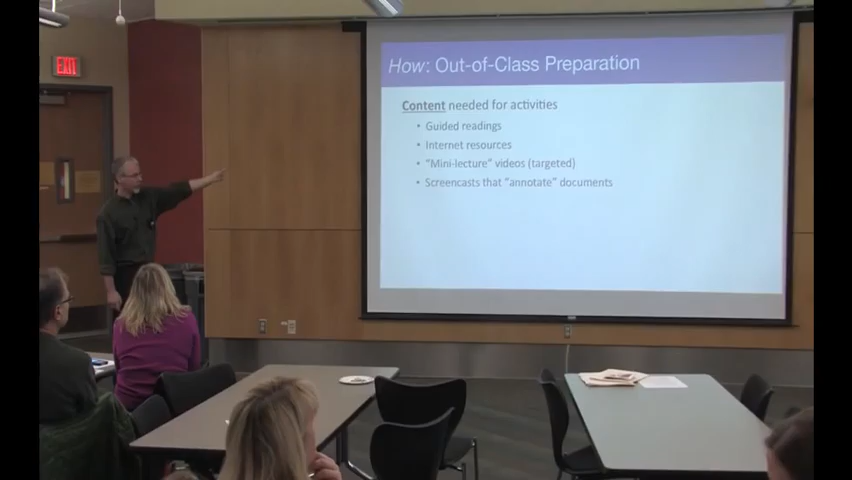 EXIT
How: Out-of-Class Preparation
Content needed for activities
• Guided readings
• Internet resources
• "Mini-lecture" videos (targeted)
• Screencasts that "annotate" documents